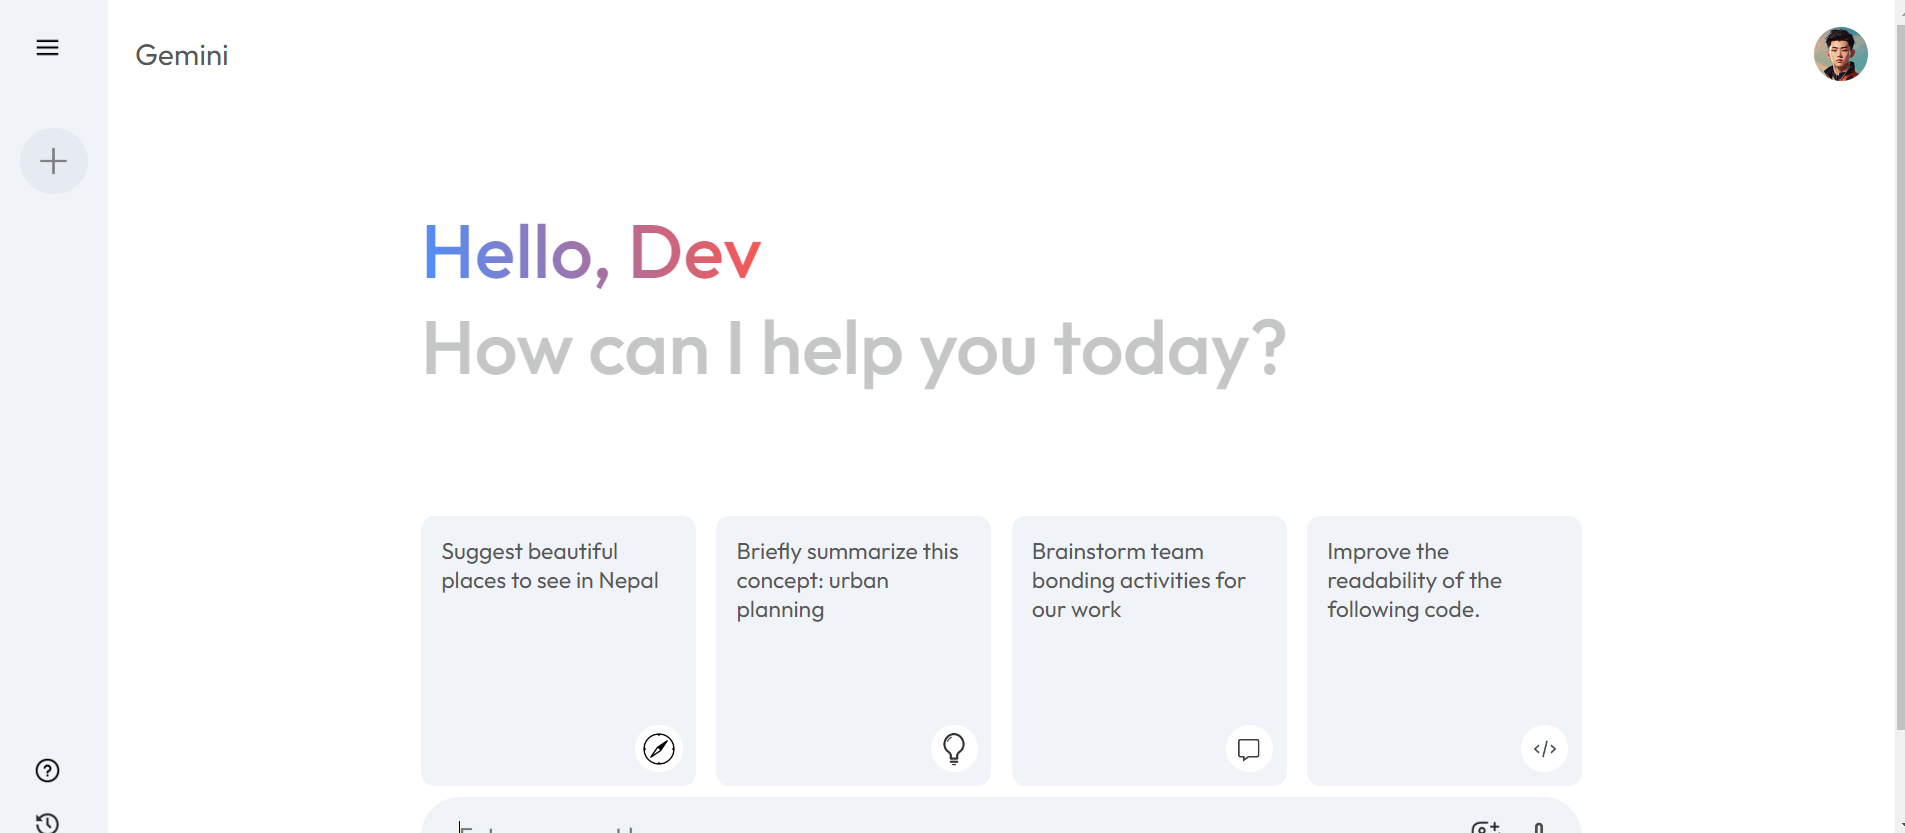 Gemini
Hello, Dev
How can I help you today?
Suggest beautiful
places to see in Nepal
Briefly summarize this
concept: urban
planning
Brainstorm team
bonding activities for
our work
Improve the
readability of the
following code.